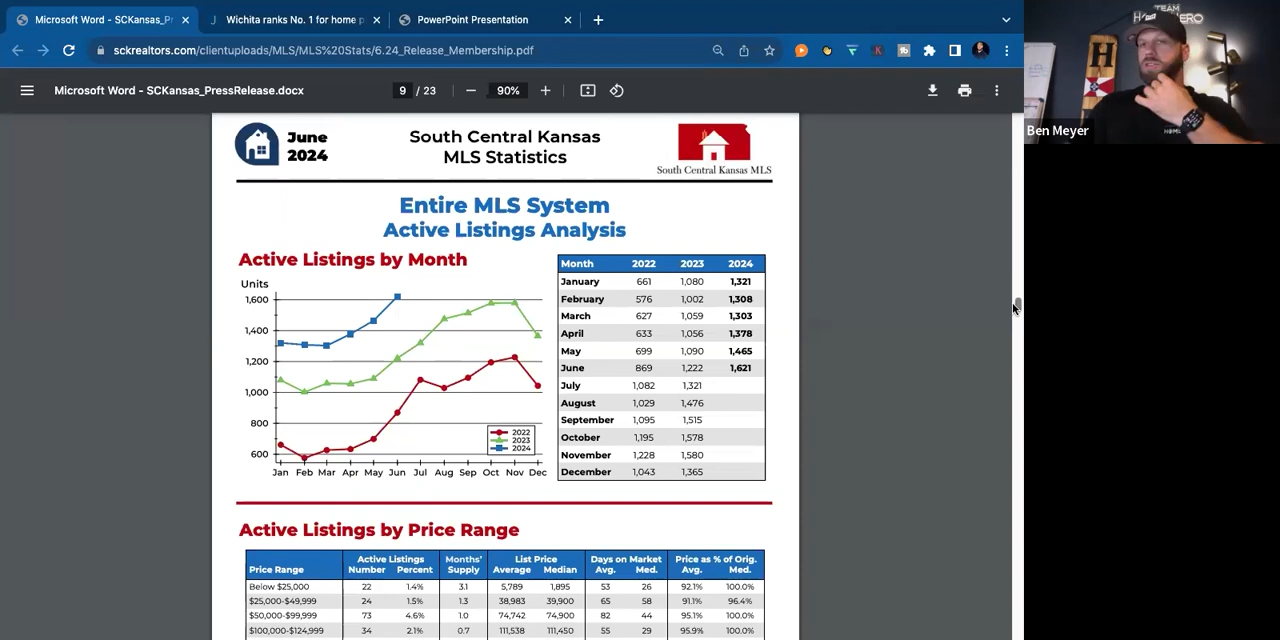 Microsoft Word - SCKansas_Pr
Wichita ranks No. 1 for home p
PowerPoint Presentation
sckrealtors.com/clientuploads/MLS/MLS%20Stats/6.24_Release_Membership.pdf
Microsoft Word - SCKansas_PressRelease.docx
9 / 23
90%
TEAM
Ben Meyer
June
2024
South Central Kansas
MLS Statistics
South Central Kansas MLS
Entire MLS System
Active Listings Analysis
Active Listings by Month
Units
1,600
1,400
1,200
1,000
800
600
Jan Feb Mar Apr May Jun Jul Aug Sep Oct Nov Dec
2022
2023
2024
Month 2022 2023 2024
January 661 1,080 1,321
February 576 1,002 1,308
March 627 1,059 1,303
April 633 1,056 1,378
May 699 1,090 1,465
June 869 1,222 1,621
July 1,082 1,321
August 1,029 1,476
September 1,095 1,515
October 1,195 1,578
November 1,228 1,580
December 1,043 1,365
Active Listings by Price Range
Active Listings Months' List Price Days on Market Price as % of Orig.
Price Range Number Percent Supply Average Median Avg. Med. Avg. Med.
Below $25,000 22 1.4% 3.1 5,789 1,895 53 26 92.1% 100.0%
$25,000-$49,999 24 1.5% 1.3 38,983 39,900 65 58 91.1% 96.4%
$50,000-$99,999 73 4.6% 1.0 74,742 74,900 82 44 95.1% 100.0%
$100,000-$124,999 34 2.1% 0.7 111,538 111,450 55 29 95.9% 100.0%